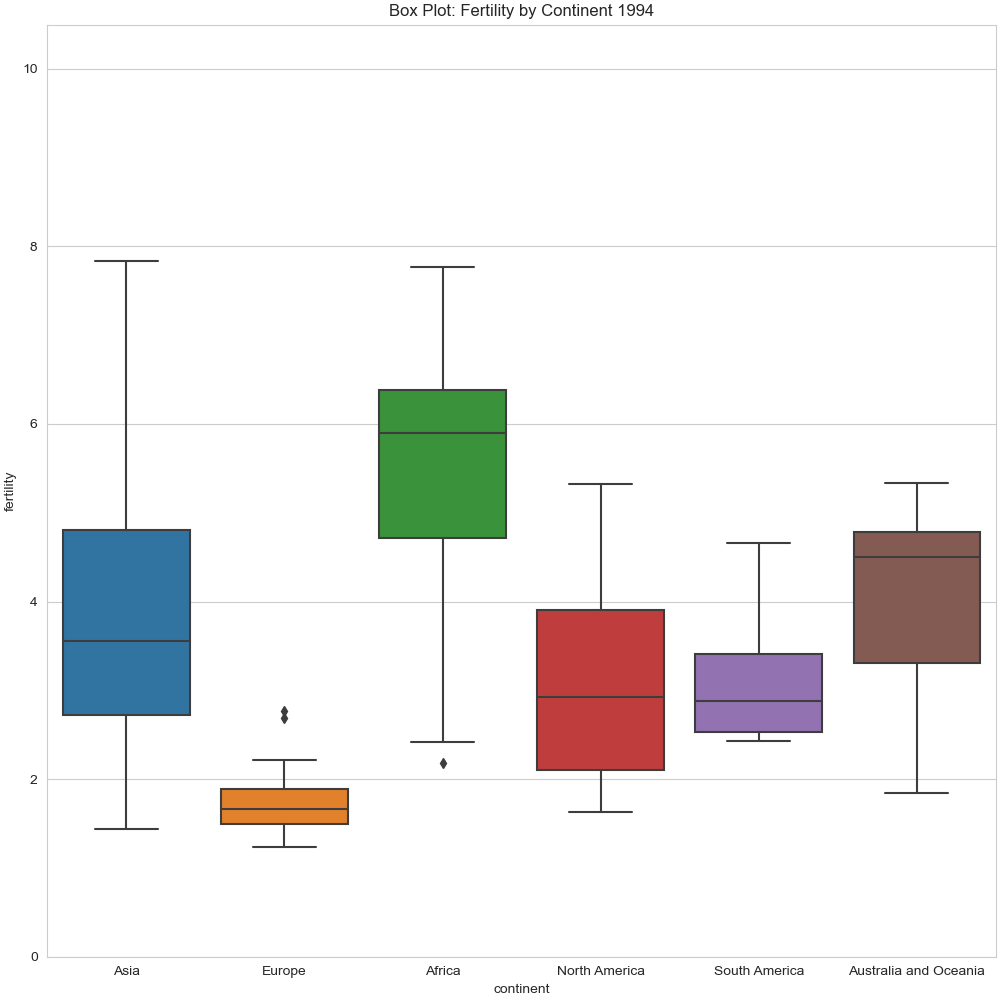 Box Plot: Fertility by Continent 1994
10
8
6
4
2
0
fertility
Asia
Europe
Africa
North America
South America
Australia and Oceania
continent